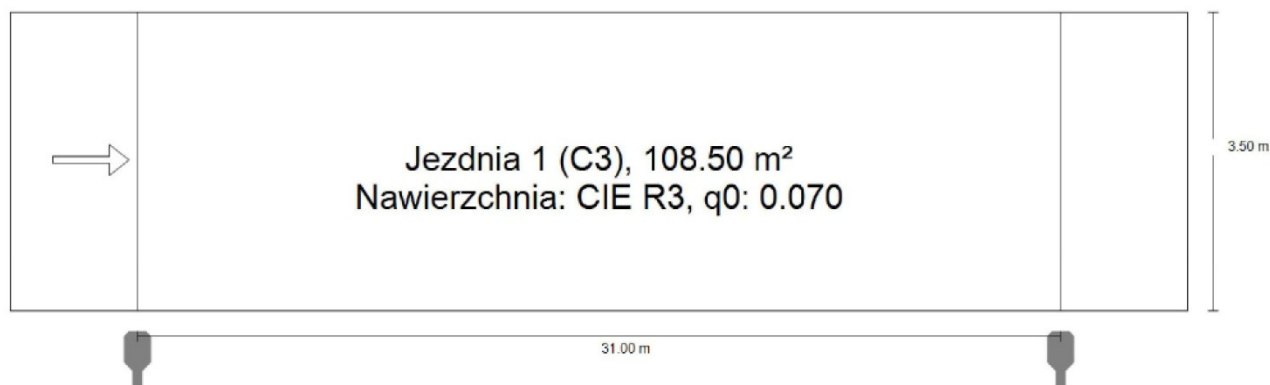 Jezdnia 1 (C3), 108.50 m²
Nawierzchnia: CIE R3, q0: 0.070
3.50 m
31.00 m